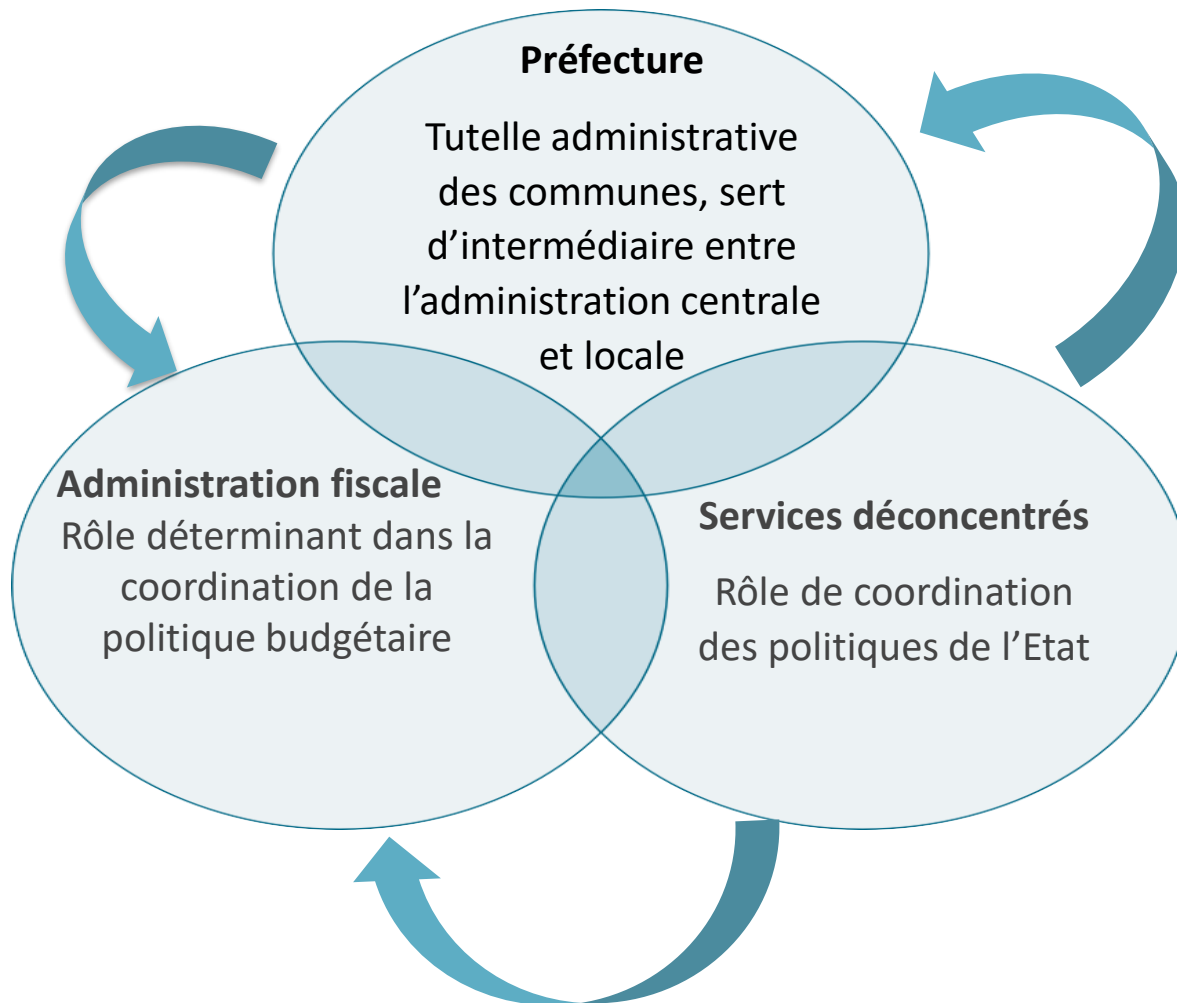 Préfecture
Tutelle administrative
des communes, sert
d’intermédiaire entre
l’administration centrale
et locale
Administration fiscale
Rôle déterminant dans la
coordination de la
politique budgétaire
Services déconcentrés
Rôle de coordination
des politiques de l’Etat